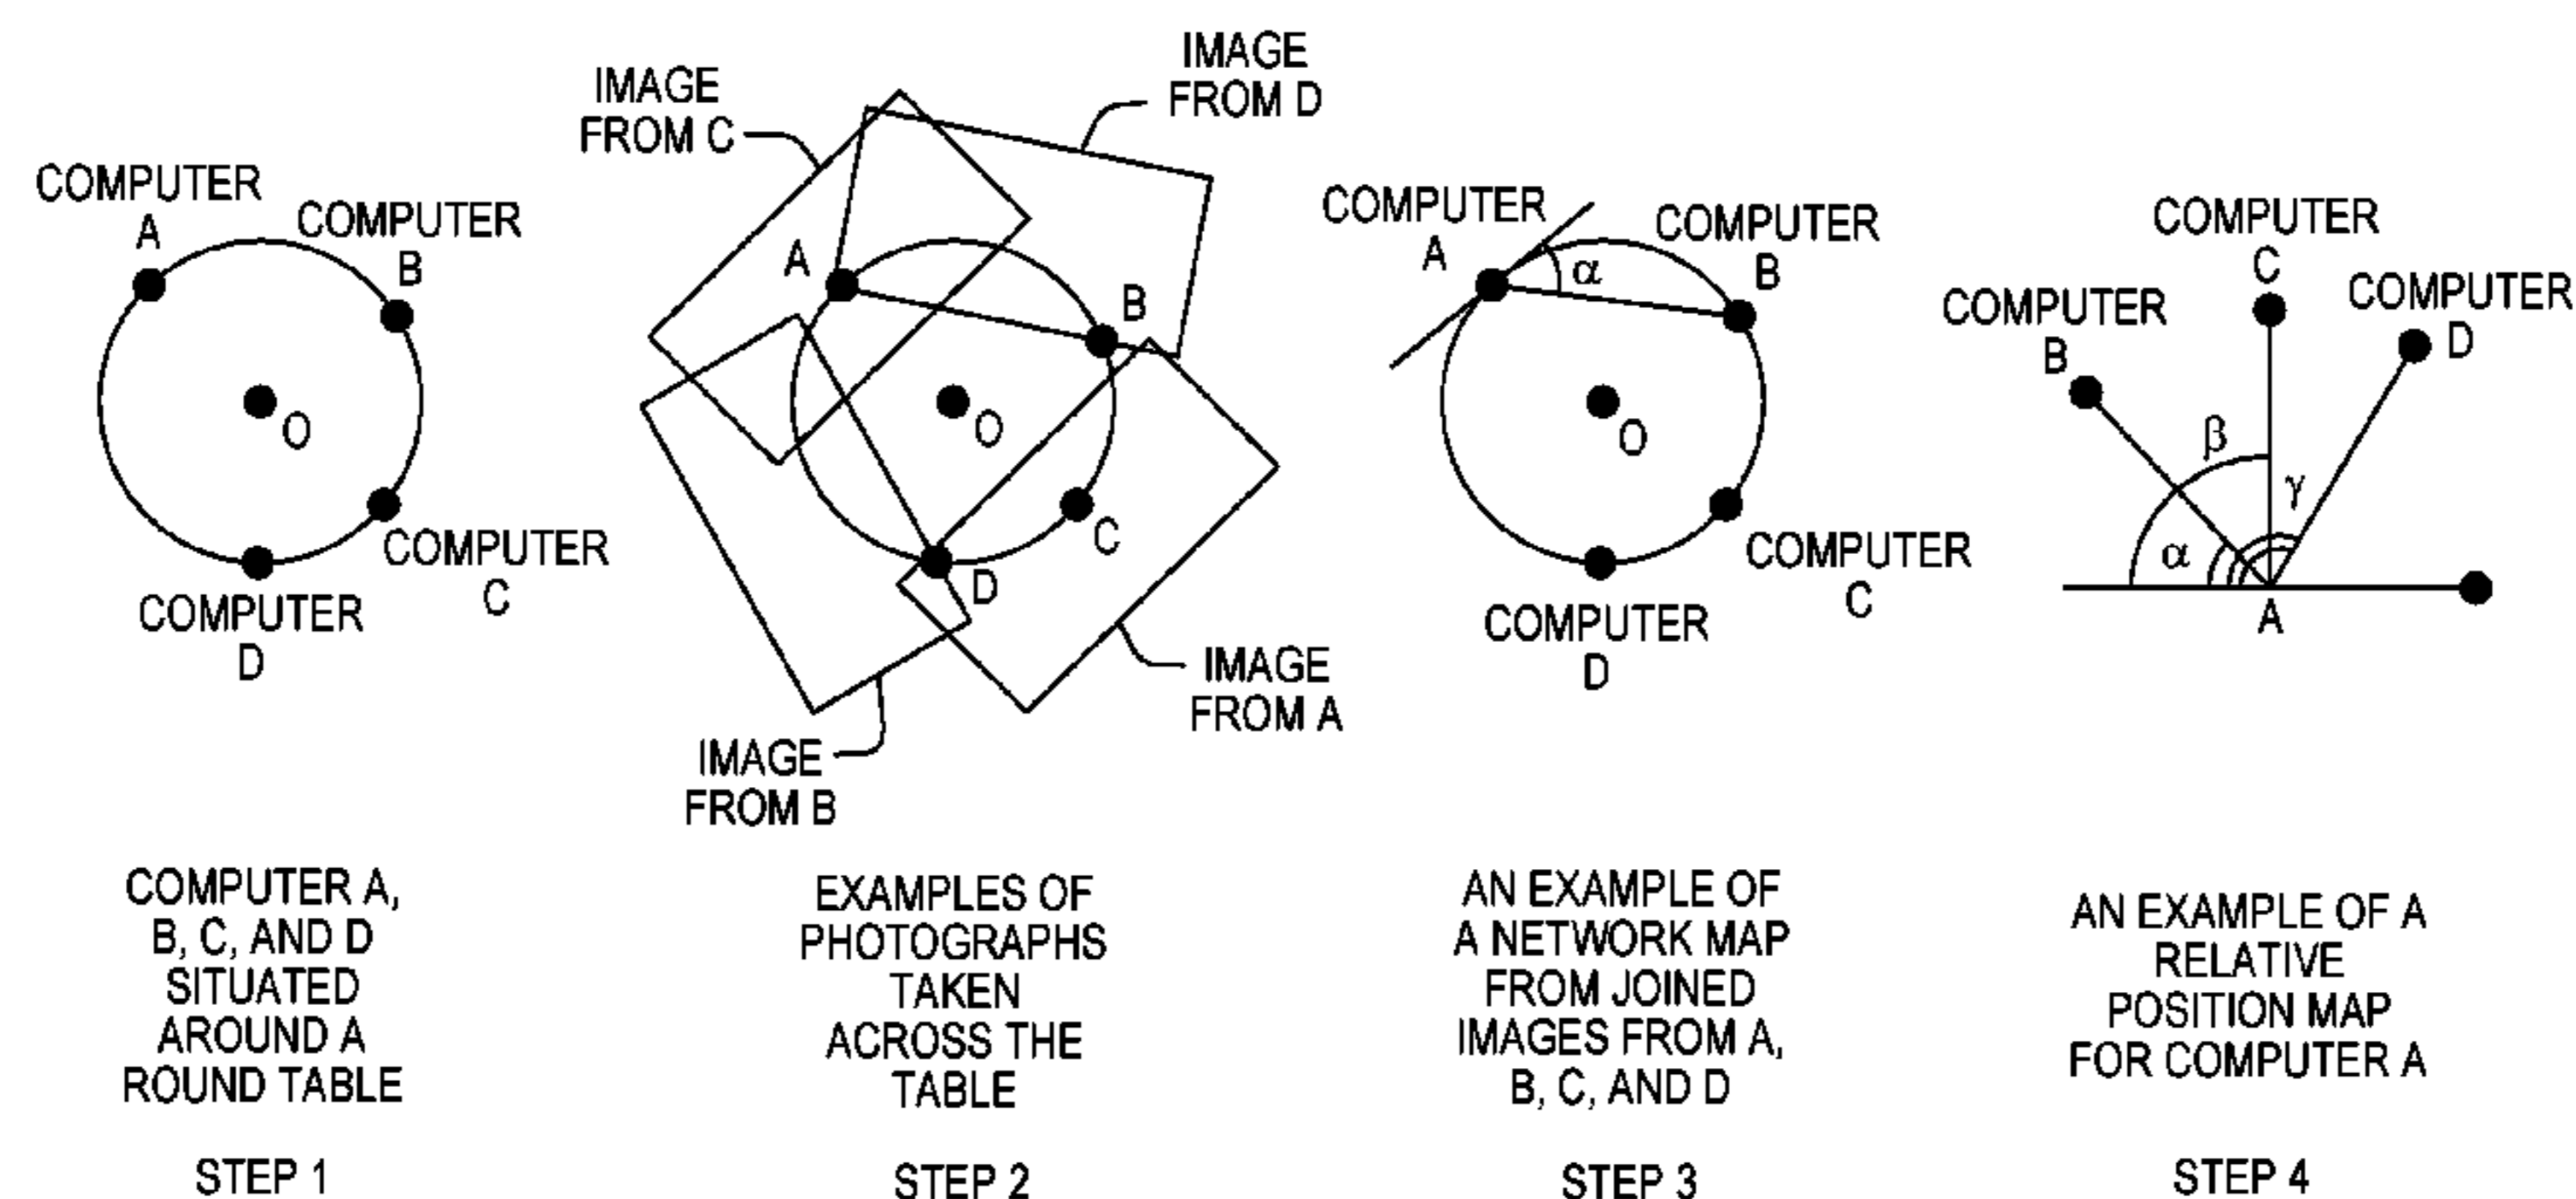 COMPUTER
A
COMPUTER
B
O
COMPUTER
C
COMPUTER
D
COMPUTER A,
B, C, AND D
SITUATED
AROUND A
ROUND TABLE
STEP 1
IMAGE
FROM C
IMAGE
FROM D
A
B
O
C
D
IMAGE
FROM A
IMAGE
FROM B
EXAMPLES OF
PHOTOGRAPHS
TAKEN
ACROSS THE
TABLE
STEP 2
COMPUTER
A
COMPUTER
B
α
O
COMPUTER
C
COMPUTER
D
AN EXAMPLE OF
A NETWORK MAP
FROM JOINED
IMAGES FROM A,
B, C, AND D
STEP 3
COMPUTER
C
COMPUTER
B
COMPUTER
D
β
γ
α
A
AN EXAMPLE OF A
RELATIVE
POSITION MAP
FOR COMPUTER A
STEP 4